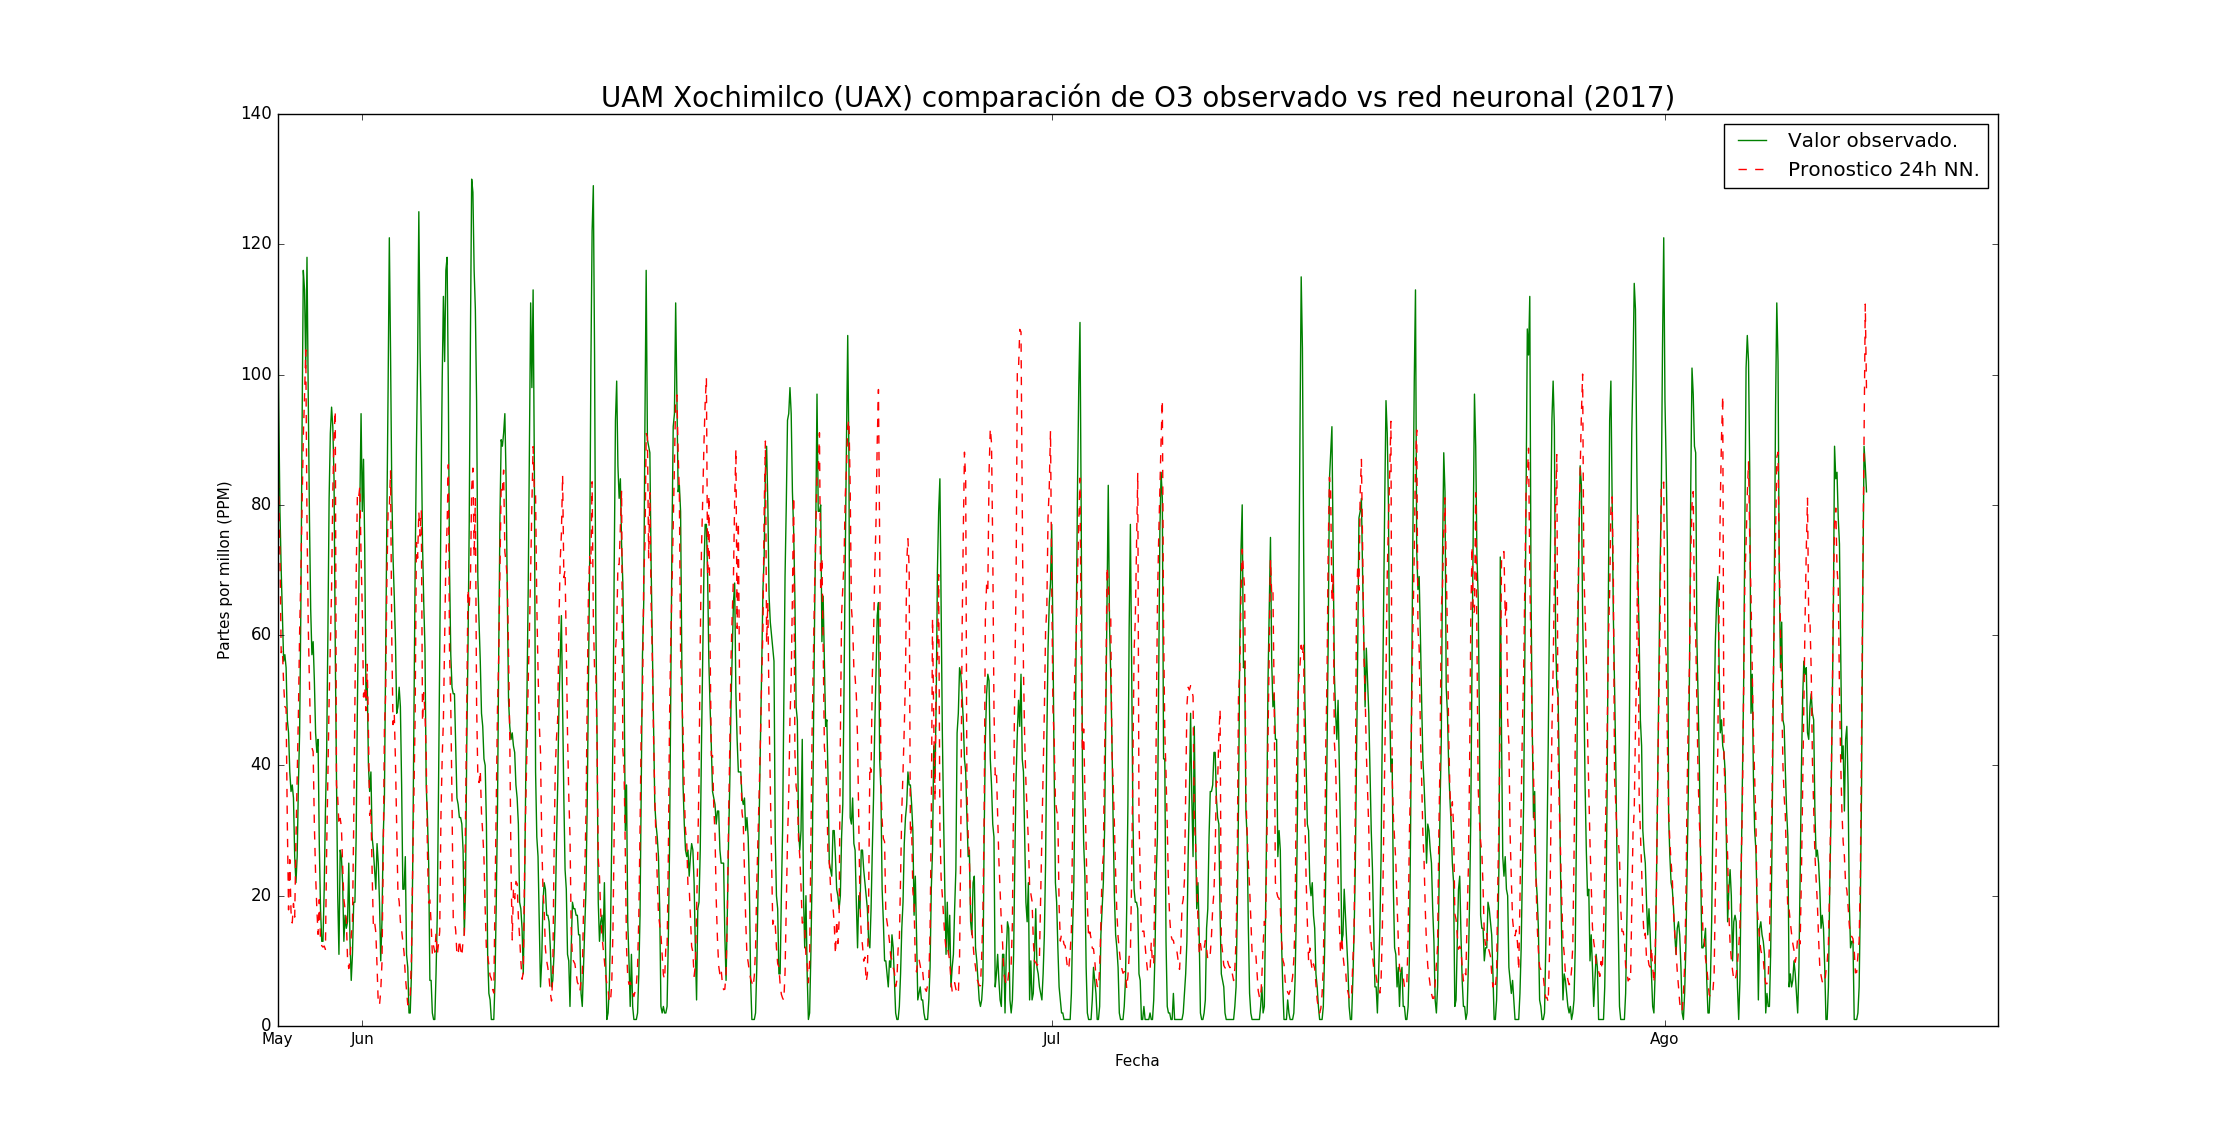 UAM Xochimilco (UAX) comparación de O3 observado vs red neuronal (2017)
Valor observado.
Pronostico 24h NN.
140
120
100
80
60
40
20
0
Partes por millon (PPM)
May
Jun
Jul
Ago
Fecha